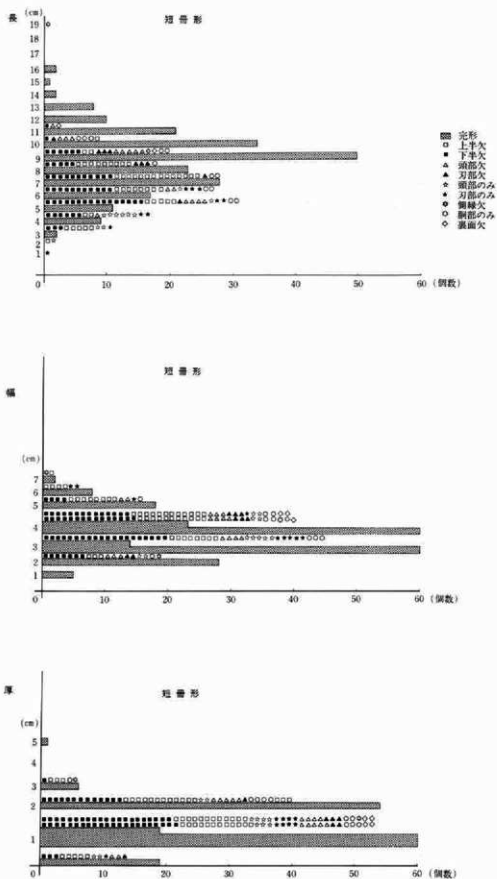 短冊形
長
(cm)
19
18
17
16
15
14
13
12
11
10
9
8
7
6
5
4
3
2
1
0 10 20 30 40 50 60 (個数)
完形
上半欠
下半欠
頭部欠
刃部欠
頭部のみ
刃部のみ
側縁欠
胴部のみ
裏面欠
短冊形
幅
(cm)
7
6
5
4
3
2
1
0 10 20 30 40 50 60 (個数)
短冊形
厚
(cm)
5
4
3
2
1
0 10 20 30 40 50 60 (個数)